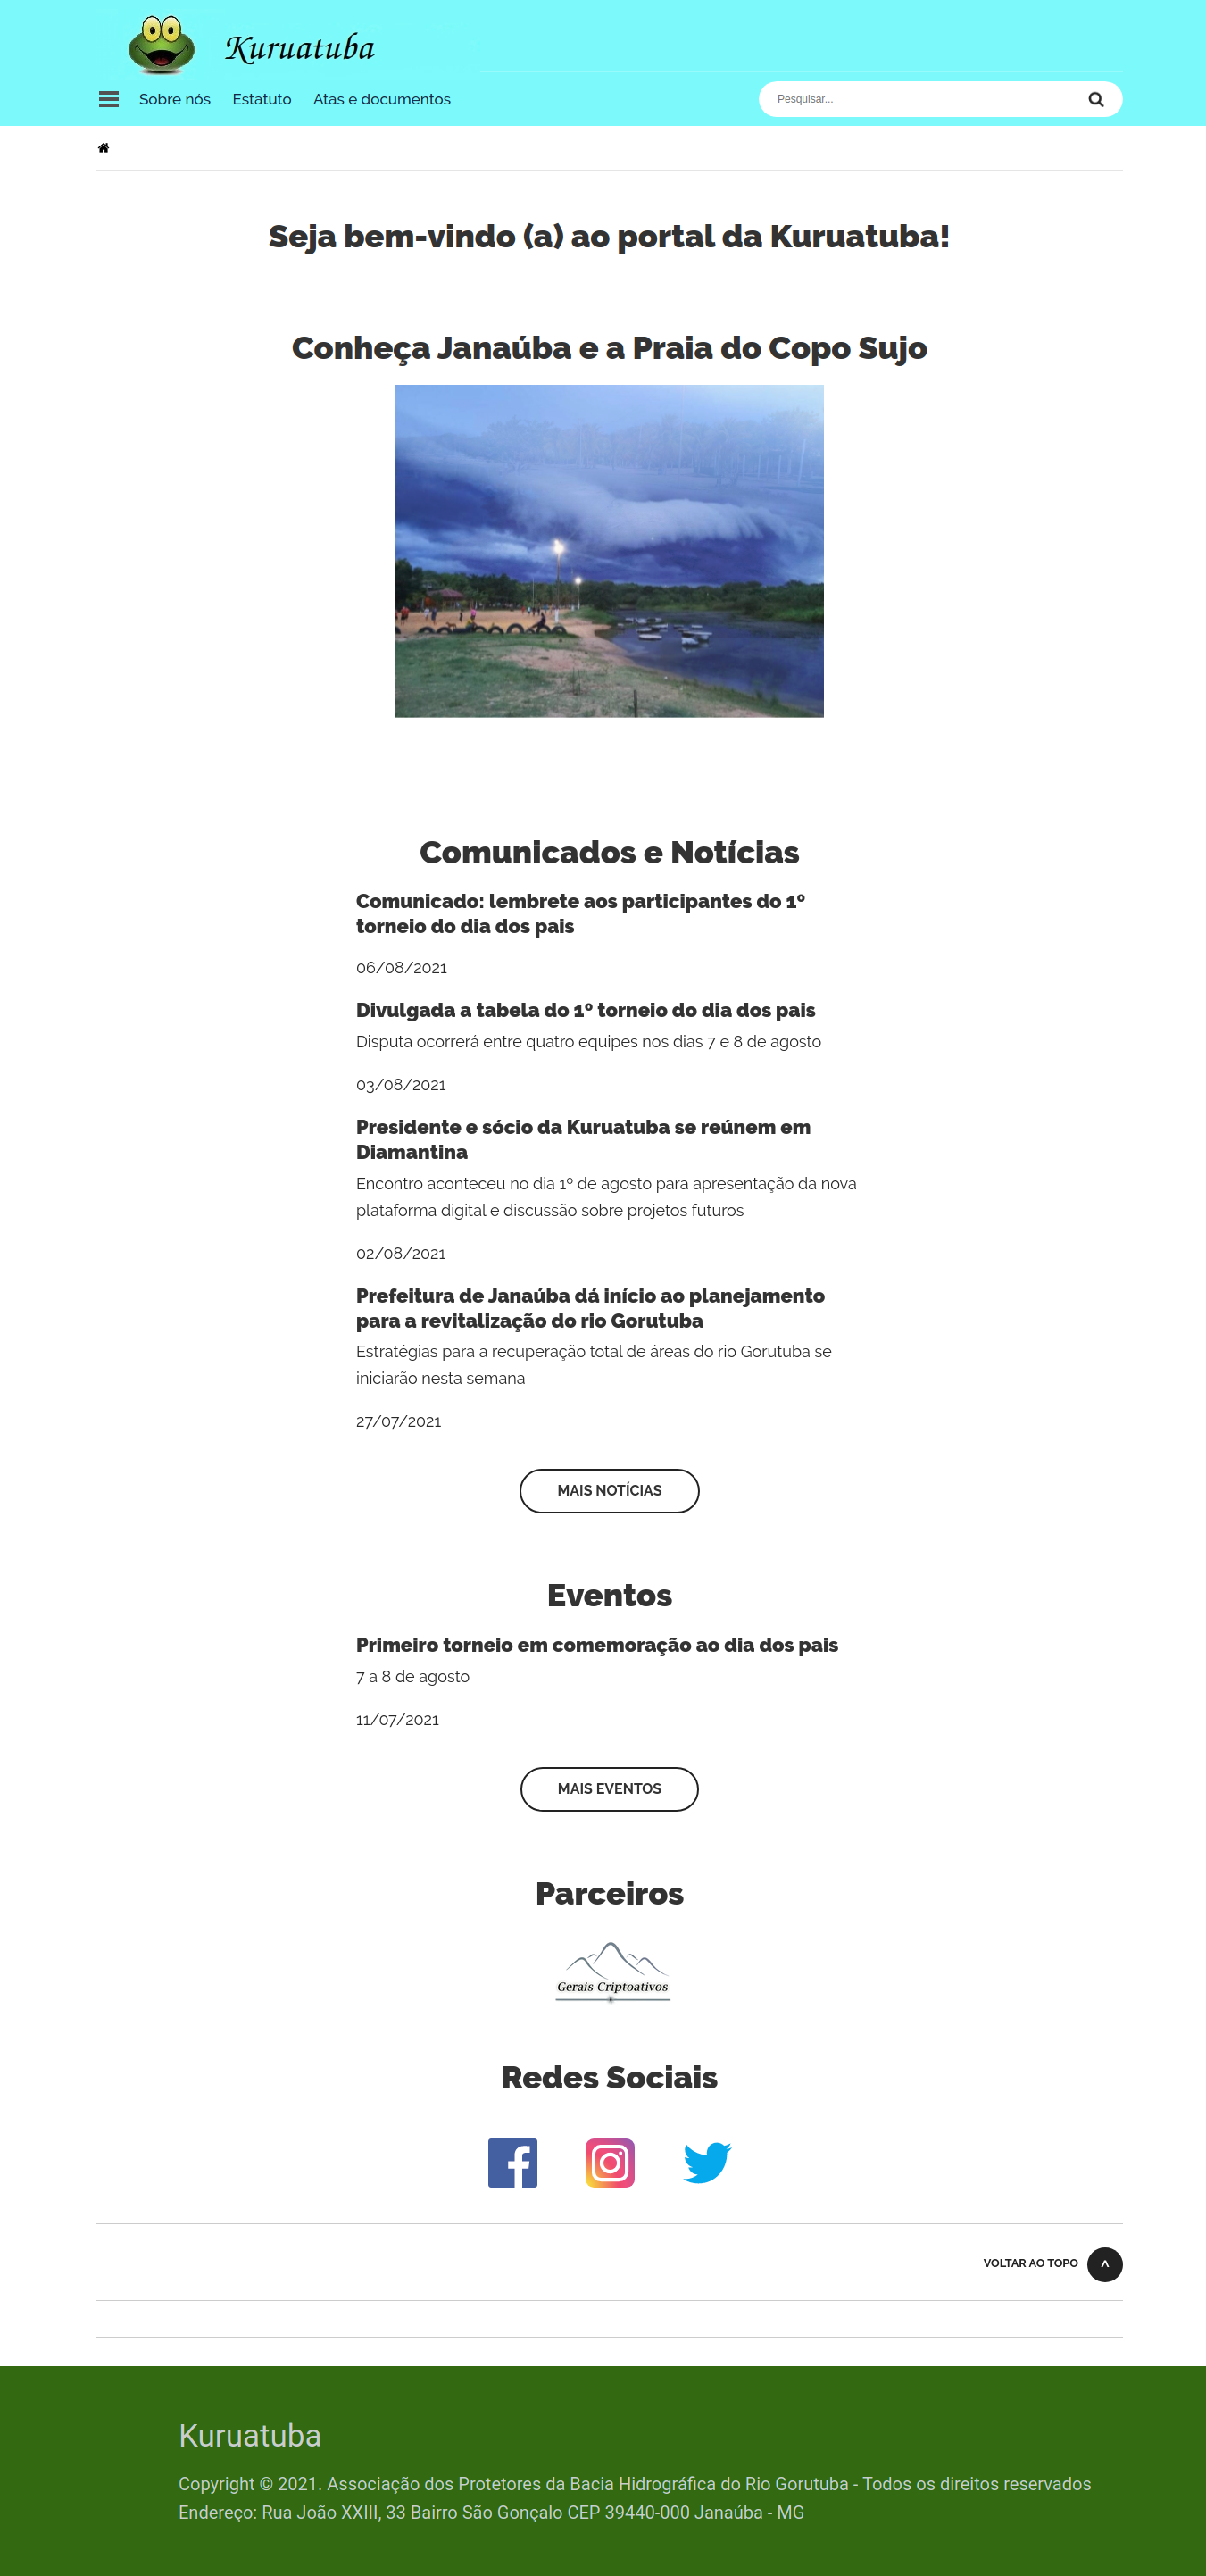 Kuruatuba
Sobre nós Estatuto Atas e documentos
Pesquisar...
Seja bem-vindo (a) ao portal da Kuruatuba!
Conheça Janaúba e a Praia do Copo Sujo
Comunicados e Notícias
Comunicado: lembrete aos participantes do 1º
torneio do dia dos pais
06/08/2021
Divulgada a tabela do 1º torneio do dia dos pais
Disputa ocorrerá entre quatro equipes nos dias 7 e 8 de agosto
03/08/2021
Presidente e sócio da Kuruatuba se reúnem em
Diamantina
Encontro aconteceu no dia 1º de agosto para apresentação da nova
plataforma digital e discussão sobre projetos futuros
02/08/2021
Prefeitura de Janaúba dá início ao planejamento
para a revitalização do rio Gorutuba
Estratégias para a recuperação total de áreas do rio Gorutuba se
iniciarão nesta semana
27/07/2021
MAIS NOTÍCIAS
Eventos
Primeiro torneio em comemoração ao dia dos pais
7 a 8 de agosto
11/07/2021
MAIS EVENTOS
Parceiros
Gerais Criptoativos
Redes Sociais
VOLTAR AO TOPO ^
Kuruatuba
Copyright © 2021. Associação dos Protetores da Bacia Hidrográfica do Rio Gorutuba - Todos os direitos reservados
Endereço: Rua João XXIII, 33 Bairro São Gonçalo CEP 39440-000 Janaúba - MG